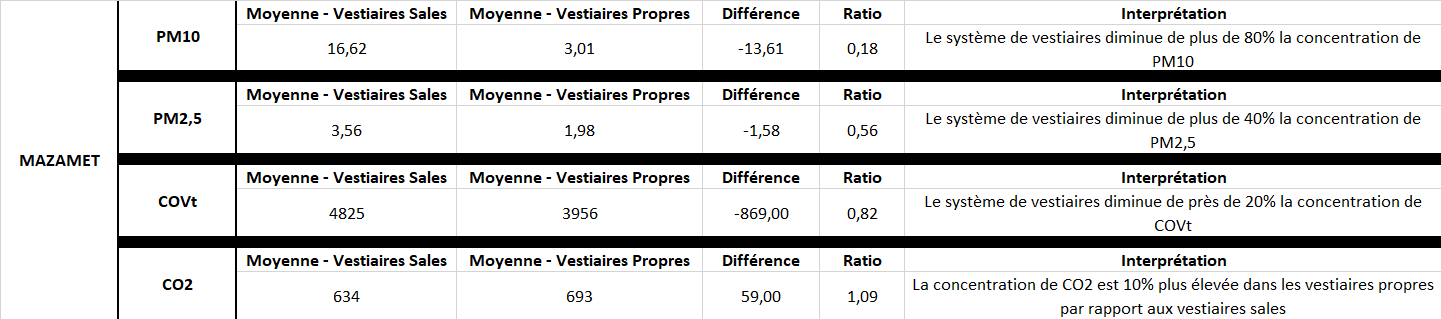 MAZAMET
PM10
Moyenne - Vestiaires Sales Moyenne - Vestiaires Propres Différence Ratio Interprétation
16,62 3,01 -13,61 0,18 Le système de vestiaires diminue de plus de 80% la concentration de
PM10
PM2,5
Moyenne - Vestiaires Sales Moyenne - Vestiaires Propres Différence Ratio Interprétation
3,56 1,98 -1,58 0,56 Le système de vestiaires diminue de plus de 40% la concentration de
PM2,5
COVt
Moyenne - Vestiaires Sales Moyenne - Vestiaires Propres Différence Ratio Interprétation
4825 3956 -869,00 0,82 Le système de vestiaires diminue de près de 20% la concentration de
COVt
CO2
Moyenne - Vestiaires Sales Moyenne - Vestiaires Propres Différence Ratio Interprétation
634 693 59,00 1,09 La concentration de CO2 est 10% plus élevée dans les vestiaires propres
par rapport aux vestiaires sales